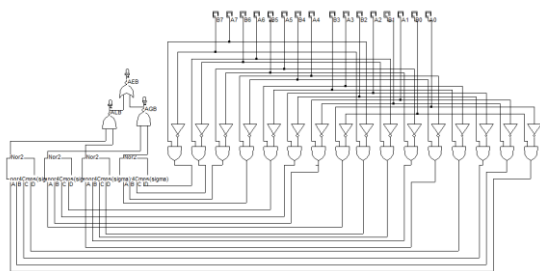 B7 A7 B6 A6 B5 A5 B4 A4 B3 A3 B2 A2 B1 A1 B0 A0
AEB
ALB AGB
Nor2 Nor2 Nor2 Nor2
A B C D A B C D A B C D A B C D